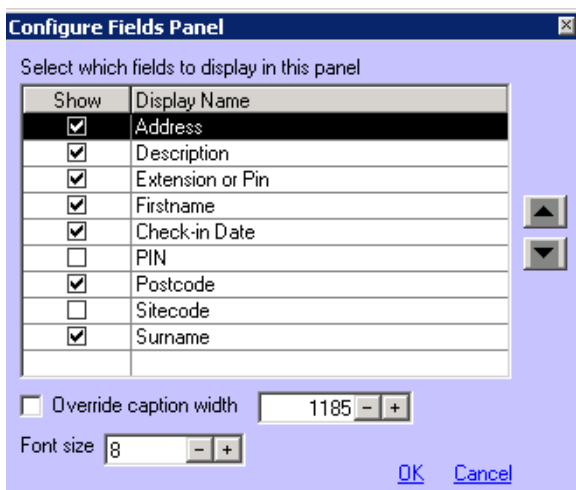 Configure Fields Panel
Select which fields to display in this panel
Show Display Name
Address
Description
Extension or Pin
Firstname
Check-in Date
PIN
Postcode
Sitecode
Surname
Override caption width 1185 - +
Font size 8 - +
OK Cancel